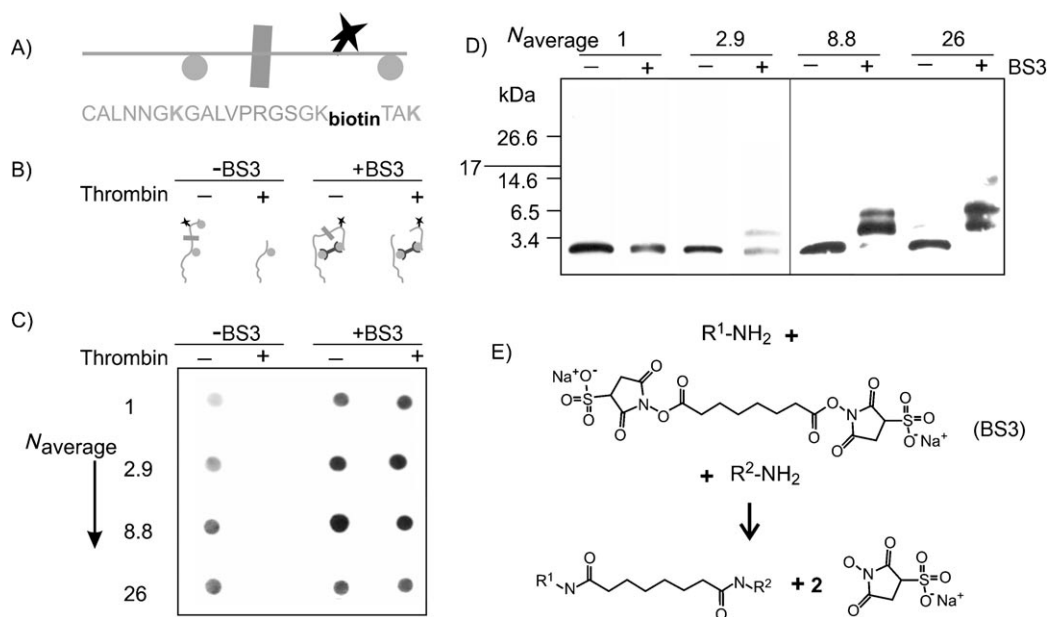 A)
CALNNGKGALVPRGSGKbiotinTAK
B)
-BS3 +BS3
Thrombin − + − +
C)
-BS3 +BS3
Thrombin − + − +
Naverage
1
2.9
8.8
26
D)
Naverage 1 2.9 8.8 26
− + − + − + − + BS3
kDa
26.6
17
14.6
6.5
3.4
E)
R1-NH2 +
Na+O- O O O O O O O
O=S N O O N S=O
O O O O O- Na+
(BS3)
+ R2-NH2
R1 N H O O H N R2 + 2 O N O O S O O- Na+